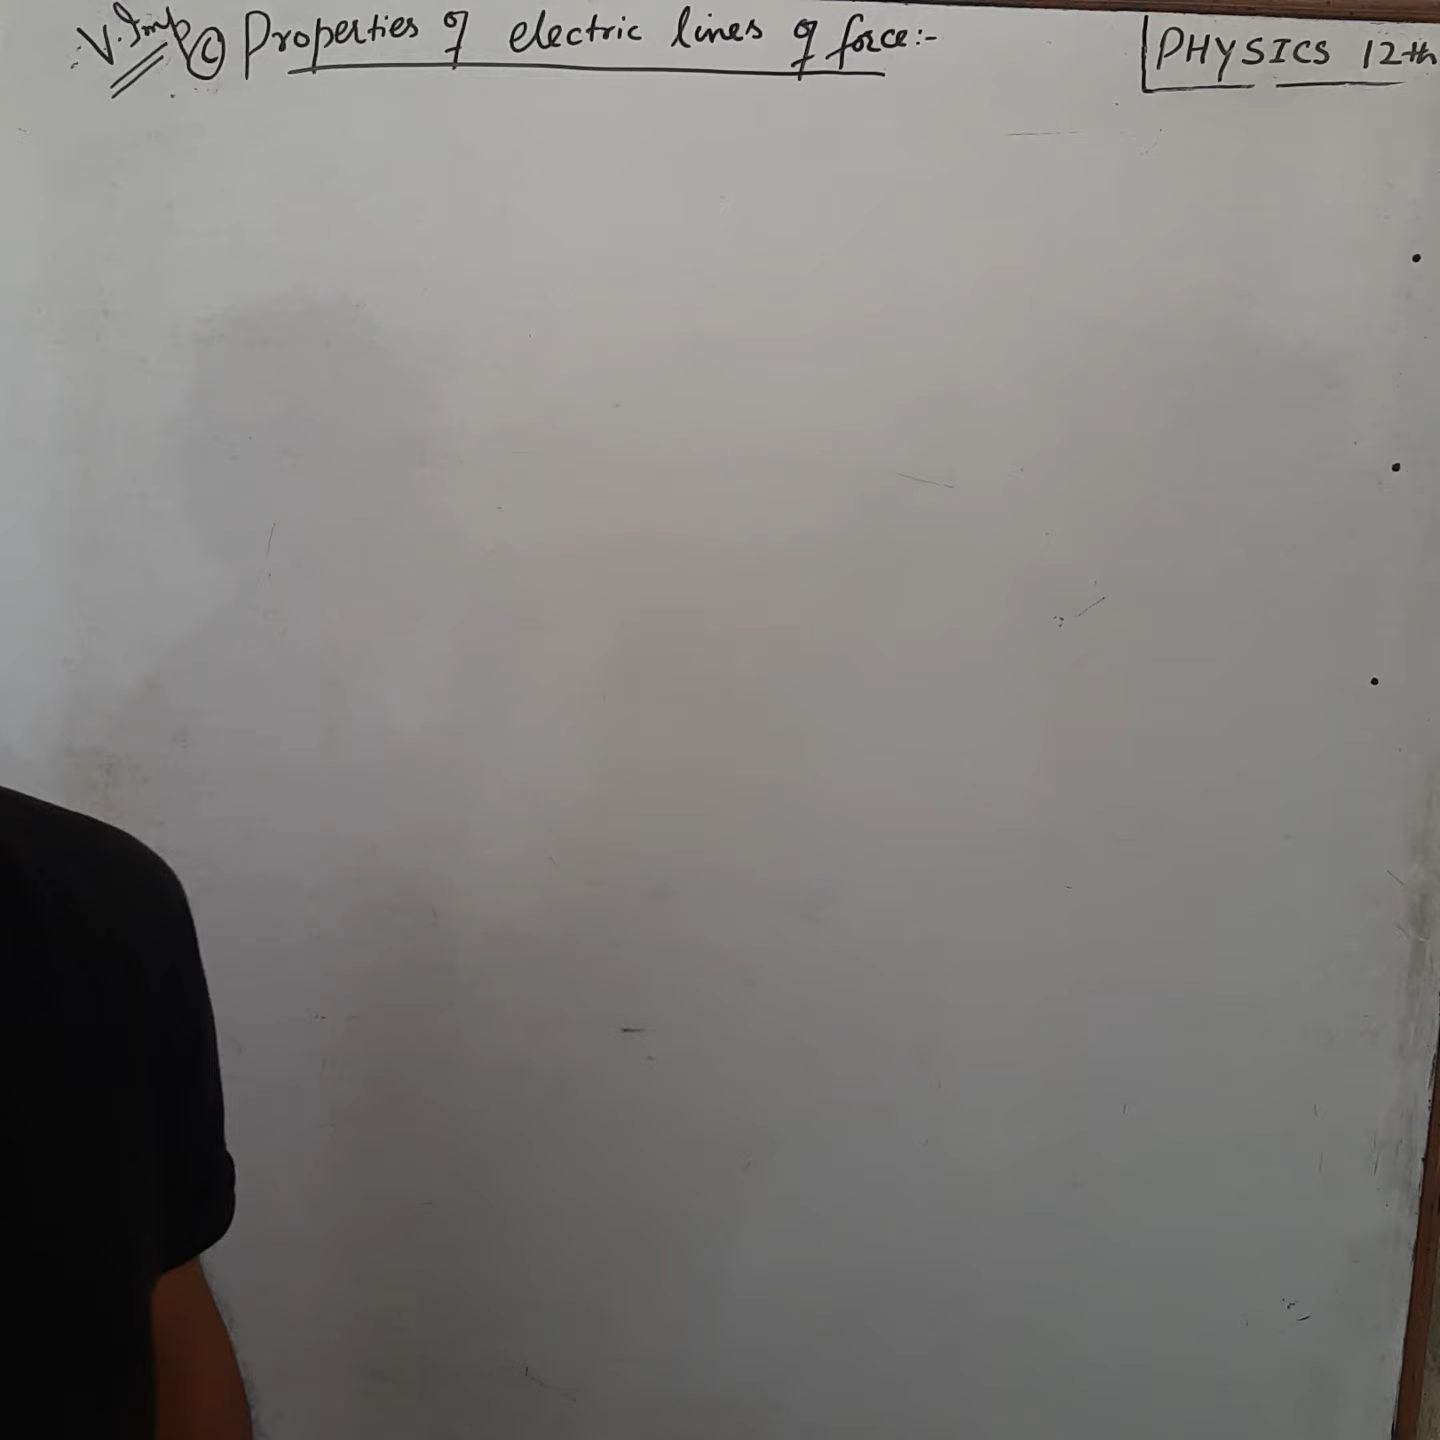 V.Imp (c) Properties of electric lines of force:-
PHYSICS 12th